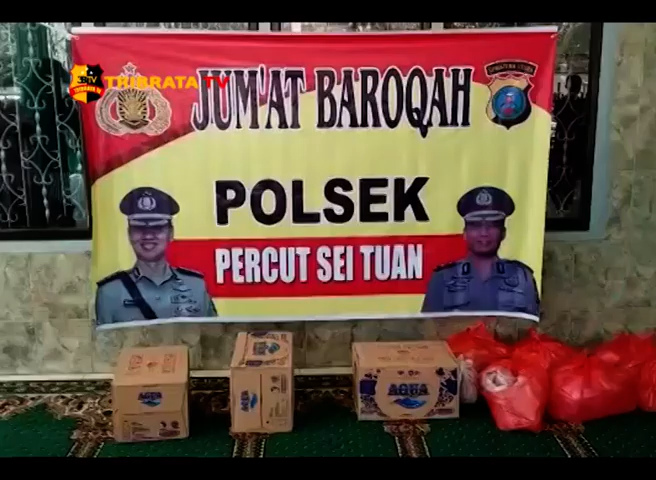 TRIBRATA TV
JUM'AT BAROQAH
POLSEK
PERCUT SEI TUAN
AQUA
AQUA
AQUA